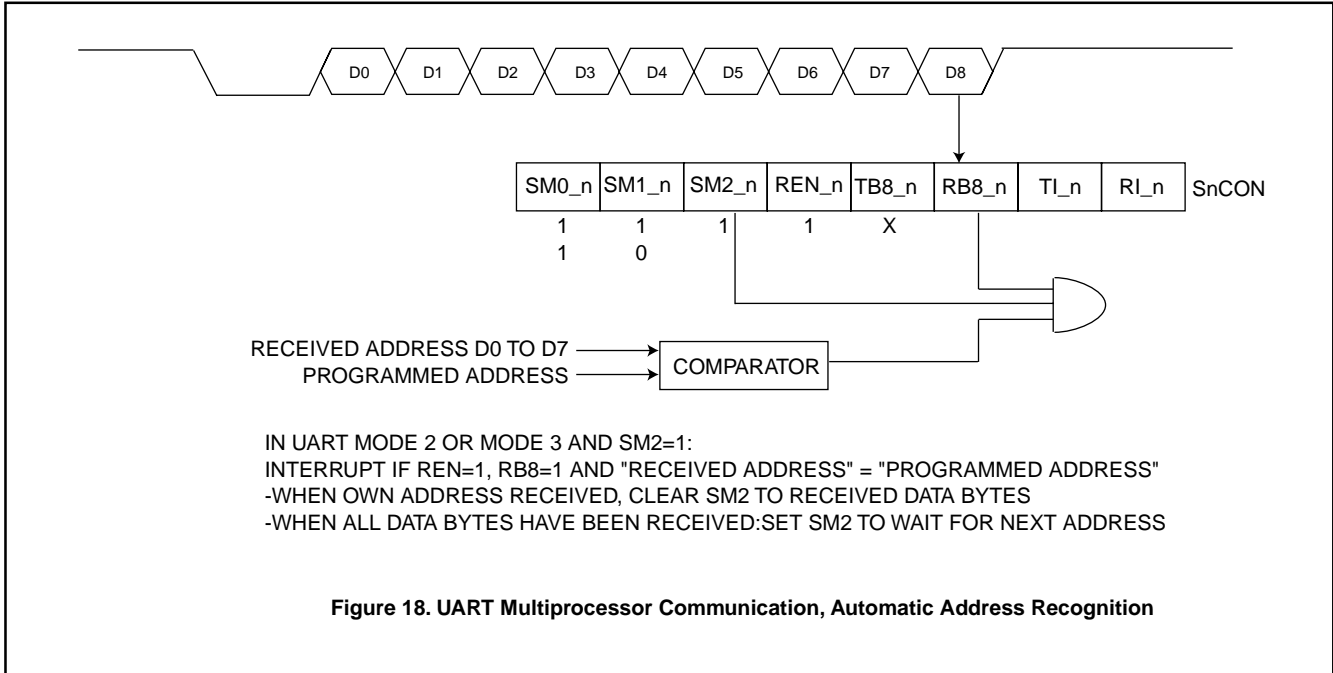 D0 D1 D2 D3 D4 D5 D6 D7 D8
SM0_n SM1_n SM2_n REN_n TB8_n RB8_n TI_n RI_n SnCON
1 1 1 1 X
1 0
RECEIVED ADDRESS D0 TO D7
PROGRAMMED ADDRESS
COMPARATOR
IN UART MODE 2 OR MODE 3 AND SM2=1:
INTERRUPT IF REN=1, RB8=1 AND "RECEIVED ADDRESS" = "PROGRAMMED ADDRESS"
-WHEN OWN ADDRESS RECEIVED, CLEAR SM2 TO RECEIVED DATA BYTES
-WHEN ALL DATA BYTES HAVE BEEN RECEIVED:SET SM2 TO WAIT FOR NEXT ADDRESS
Figure 18. UART Multiprocessor Communication, Automatic Address Recognition